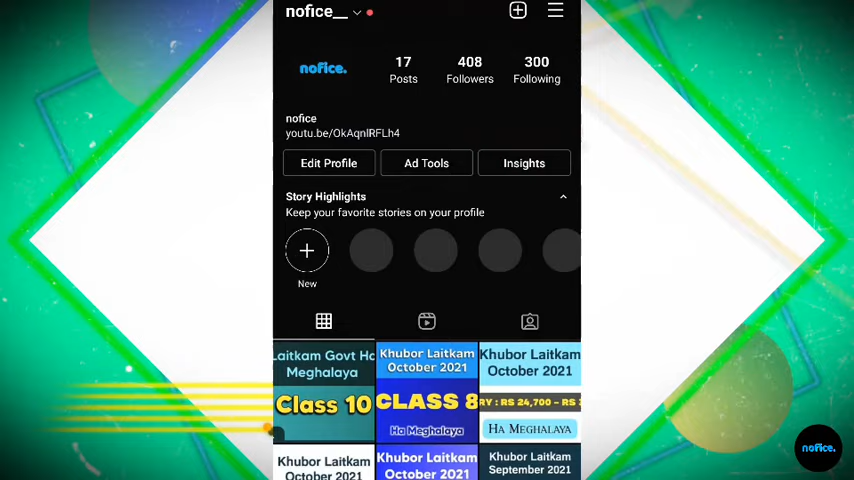 nofice__
nofice.
17
Posts
408
Followers
300
Following
nofice
youtu.be/OkAqnlRFLh4
Edit Profile
Ad Tools
Insights
Story Highlights
Keep your favorite stories on your profile
New
Laitkam Govt Ha
Meghalaya
Class 10
Khubor Laitkam
October 2021
CLASS 8
Ha Meghalaya
Khubor Laitkam
October 2021
RY : RS 24,700 - RS 3
HA MEGHALAYA
Khubor Laitkam
October 2021
Khubor Laitkam
October 2021
Khubor Laitkam
September 2021
nofice.